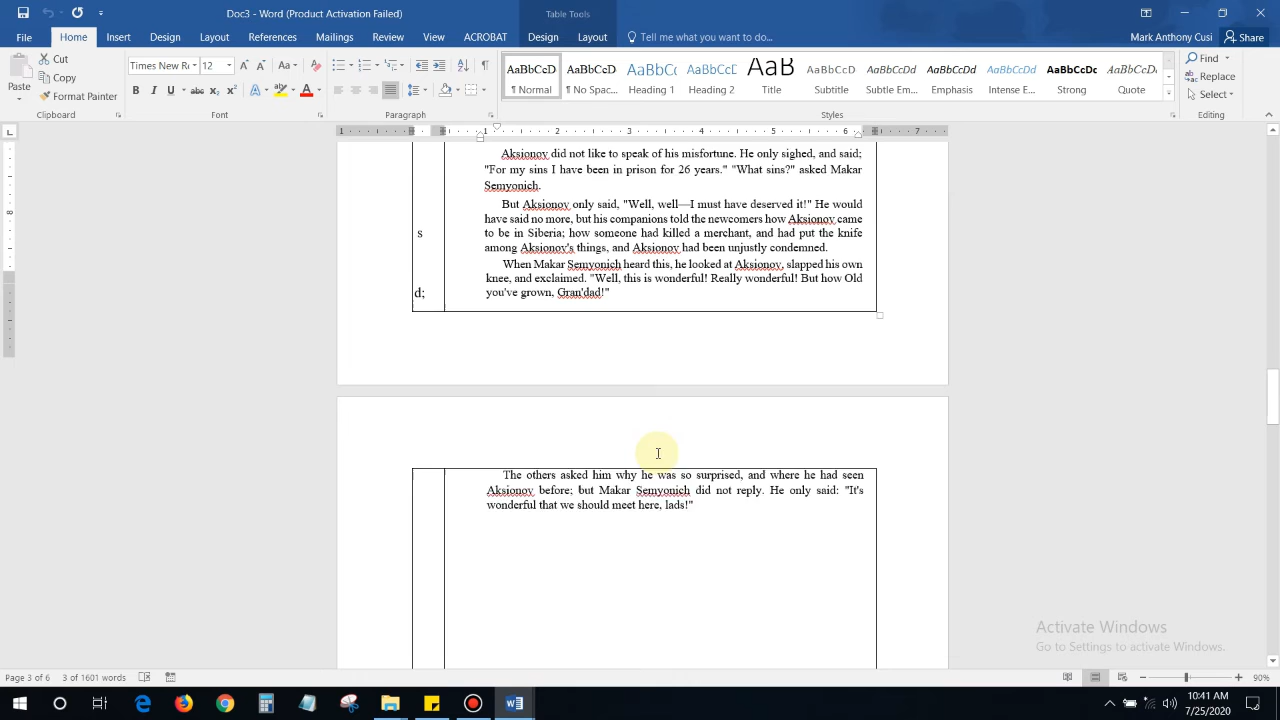 Doc3 - Word (Product Activation Failed)
Table Tools
Mark Anthony Cusi
Share
File
Home
Insert
Design
Layout
References
Mailings
Review
View
ACROBAT
Design
Layout
Tell me what you want to do...
Paste
Cut
Copy
Format Painter
Clipboard
Times New Ro
12
Font
Paragraph
AaBbCcD
¶ Normal
AaBbCcD
¶ No Spac...
AaBbCc
Heading 1
AaBbCcD
Heading 2
AaB
Title
AaBbCcD
Subtitle
AaBbCcDd
Subtle Em...
AaBbCcDd
Emphasis
AaBbCcDd
Intense E...
AaBbCcDc
Strong
AaBbCcDd
Quote
Styles
Find
Replace
Select
Editing
Aksionov did not like to speak of his misfortune. He only sighed, and said;
"For my sins I have been in prison for 26 years." "What sins?" asked Makar
Semyonich.
But Aksionov only said, "Well, well—I must have deserved it!" He would
have said no more, but his companions told the newcomers how Aksionov came
s to be in Siberia; how someone had killed a merchant, and had put the knife
among Aksionov's things, and Aksionov had been unjustly condemned.
When Makar Semyonich heard this, he looked at Aksionov, slapped his own
knee, and exclaimed. "Well, this is wonderful! Really wonderful! But how Old
d; you've grown, Gran'dad!"
The others asked him why he was so surprised, and where he had seen
Aksionov before; but Makar Semyonich did not reply. He only said: "It's
wonderful that we should meet here, lads!"
Activate Windows
Go to Settings to activate Windows.
Page 3 of 6
3 of 1601 words
90%
10:41 AM
7/25/2020